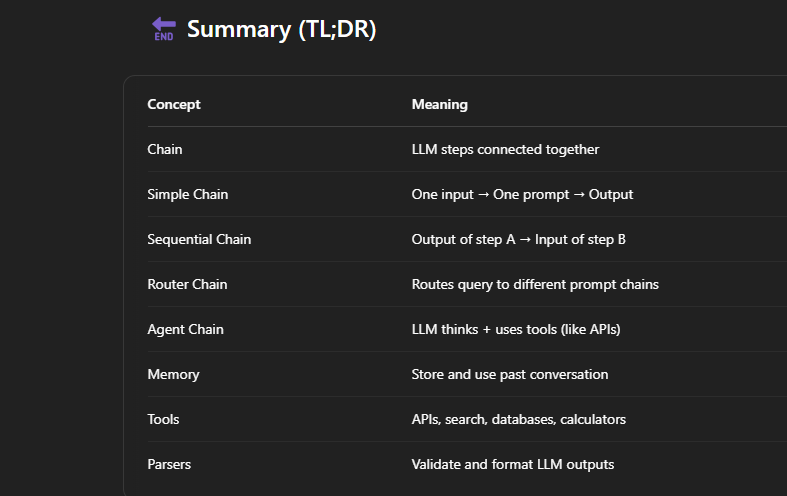 END Summary (TL;DR)
Concept Meaning
Chain LLM steps connected together
Simple Chain One input → One prompt → Output
Sequential Chain Output of step A → Input of step B
Router Chain Routes query to different prompt chains
Agent Chain LLM thinks + uses tools (like APIs)
Memory Store and use past conversation
Tools APIs, search, databases, calculators
Parsers Validate and format LLM outputs